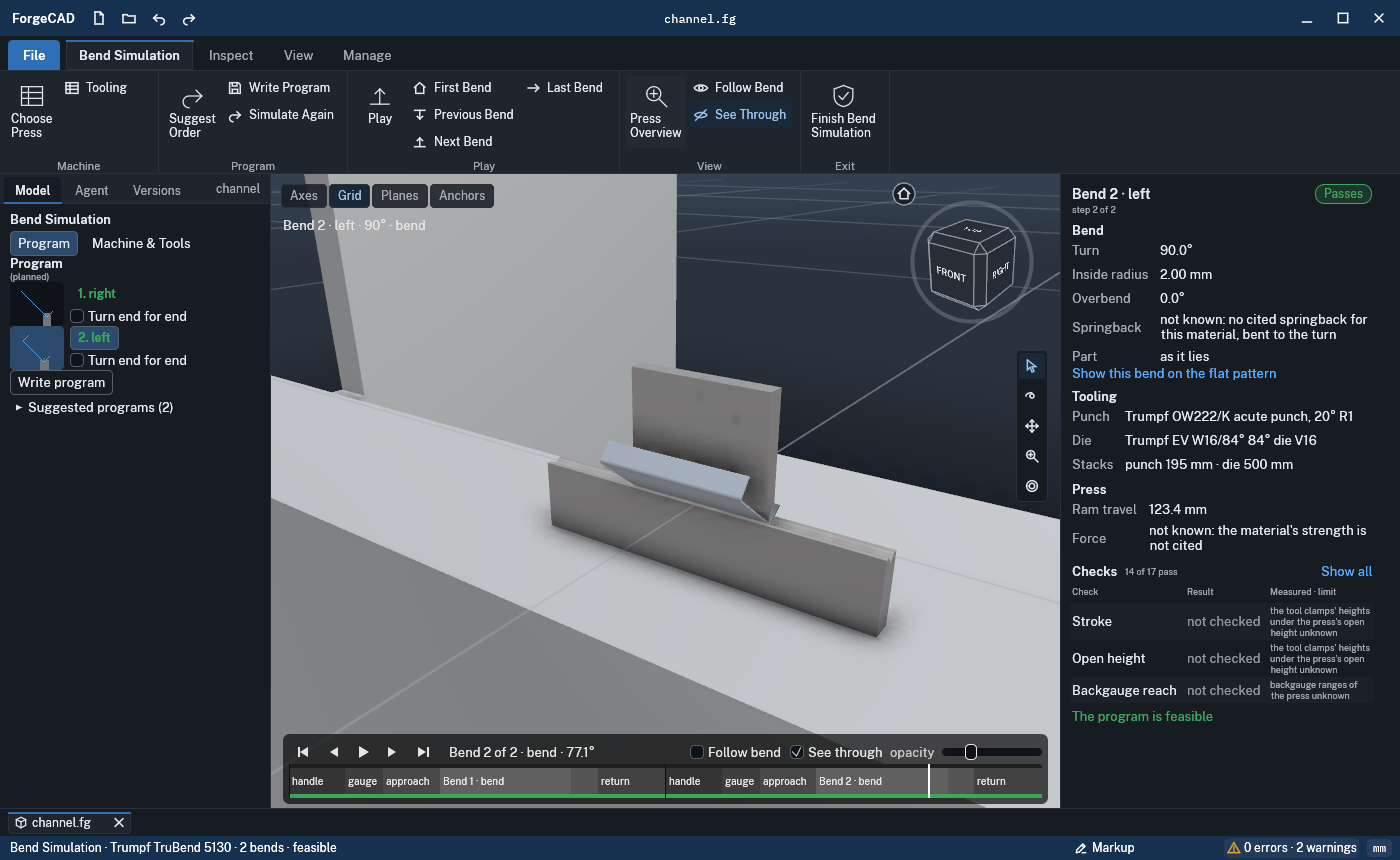 ForgeCAD
channel.fg
File
Bend Simulation
Inspect
View
Manage
Choose Press
Tooling
Machine
Suggest Order
Write Program
Simulate Again
Program
Play
First Bend
Previous Bend
Next Bend
Last Bend
Play
Press Overview
Follow Bend
See Through
View
Finish Bend Simulation
Exit
Model
Agent
Versions
channel
Bend Simulation
Program
Machine & Tools
Program
(planned)
1. right
Turn end for end
2. left
Turn end for end
Write program
Suggested programs (2)
Axes
Grid
Planes
Anchors
Bend 2 · left · 90° · bend
FRONT
RIGHT
Bend 2 of 2 · bend · 77.1°
Follow bend
See through
opacity
handle
gauge
approach
Bend 1 · bend
return
handle
gauge
approach
Bend 2 · bend
return
Bend 2 · left
Passes
step 2 of 2
Bend
Turn 90.0°
Inside radius 2.00 mm
Overbend 0.0°
Springback not known: no cited springback for
this material, bent to the turn
Part as it lies
Show this bend on the flat pattern
Tooling
Punch Trumpf OW222/K acute punch, 20° R1
Die Trumpf EV W16/84° 84° die V16
Stacks punch 195 mm · die 500 mm
Press
Ram travel 123.4 mm
Force not known: the material's strength is
not cited
Checks 14 of 17 pass Show all
Check Result Measured · limit
Stroke not checked the tool clamps' heights
under the press's open
height unknown
Open height not checked the tool clamps' heights
under the press's open
height unknown
Backgauge reach not checked backgauge ranges of
the press unknown
The program is feasible
channel.fg
Bend Simulation · Trumpf TruBend 5130 · 2 bends · feasible
Markup
0 errors · 2 warnings
mm